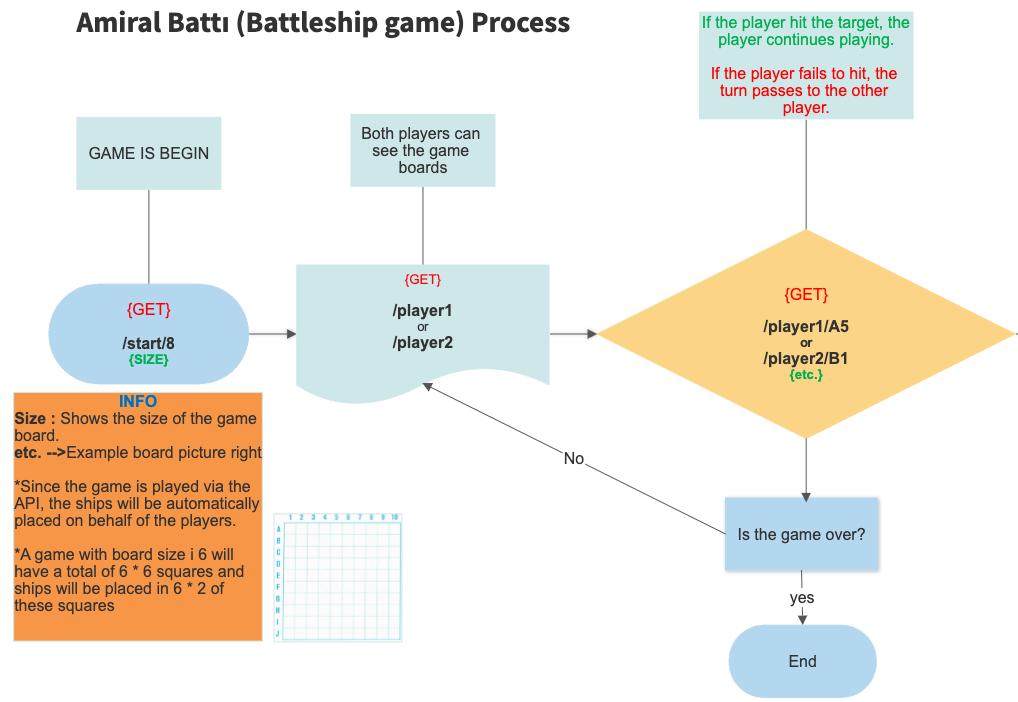 Amiral Battı (Battleship game) Process
If the player hit the target, the
player continues playing.
If the player fails to hit, the
turn passes to the other
player.
GAME IS BEGIN
Both players can
see the game
boards
{GET}
/start/8
{SIZE}
{GET}
/player1
or
/player2
{GET}
/player1/A5
or
/player2/B1
{etc.}
INFO
Size : Shows the size of the game
board.
etc. -->Example board picture right
*Since the game is played via the
API, the ships will be automatically
placed on behalf of the players.
*A game with board size i 6 will
have a total of 6 * 6 squares and
ships will be placed in 6 * 2 of
these squares
1 2 3 4 5 6 7 8 9 10
A
B
C
D
E
F
G
H
I
J
No
Is the game over?
yes
End